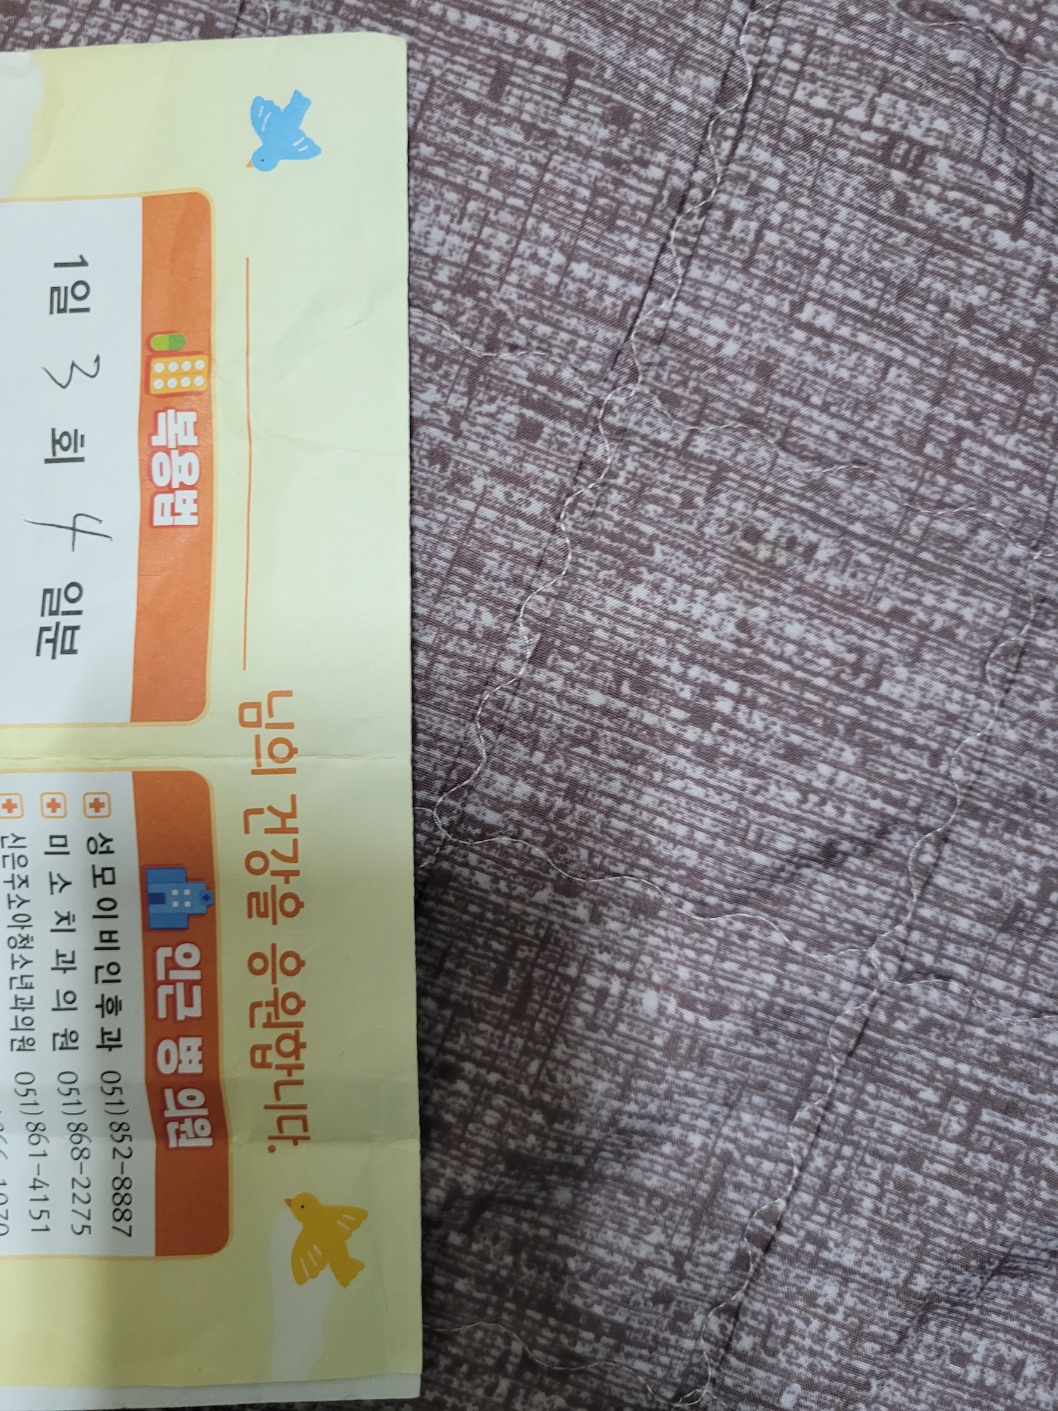 님의 건강을 응원합니다.
복용법
1일 3 회 4 일분
인근 병 의원
성모이비인후과 051)852-8887
미소치과의원 051)868-2275
신은주소아청소년과의원 051)861-4151